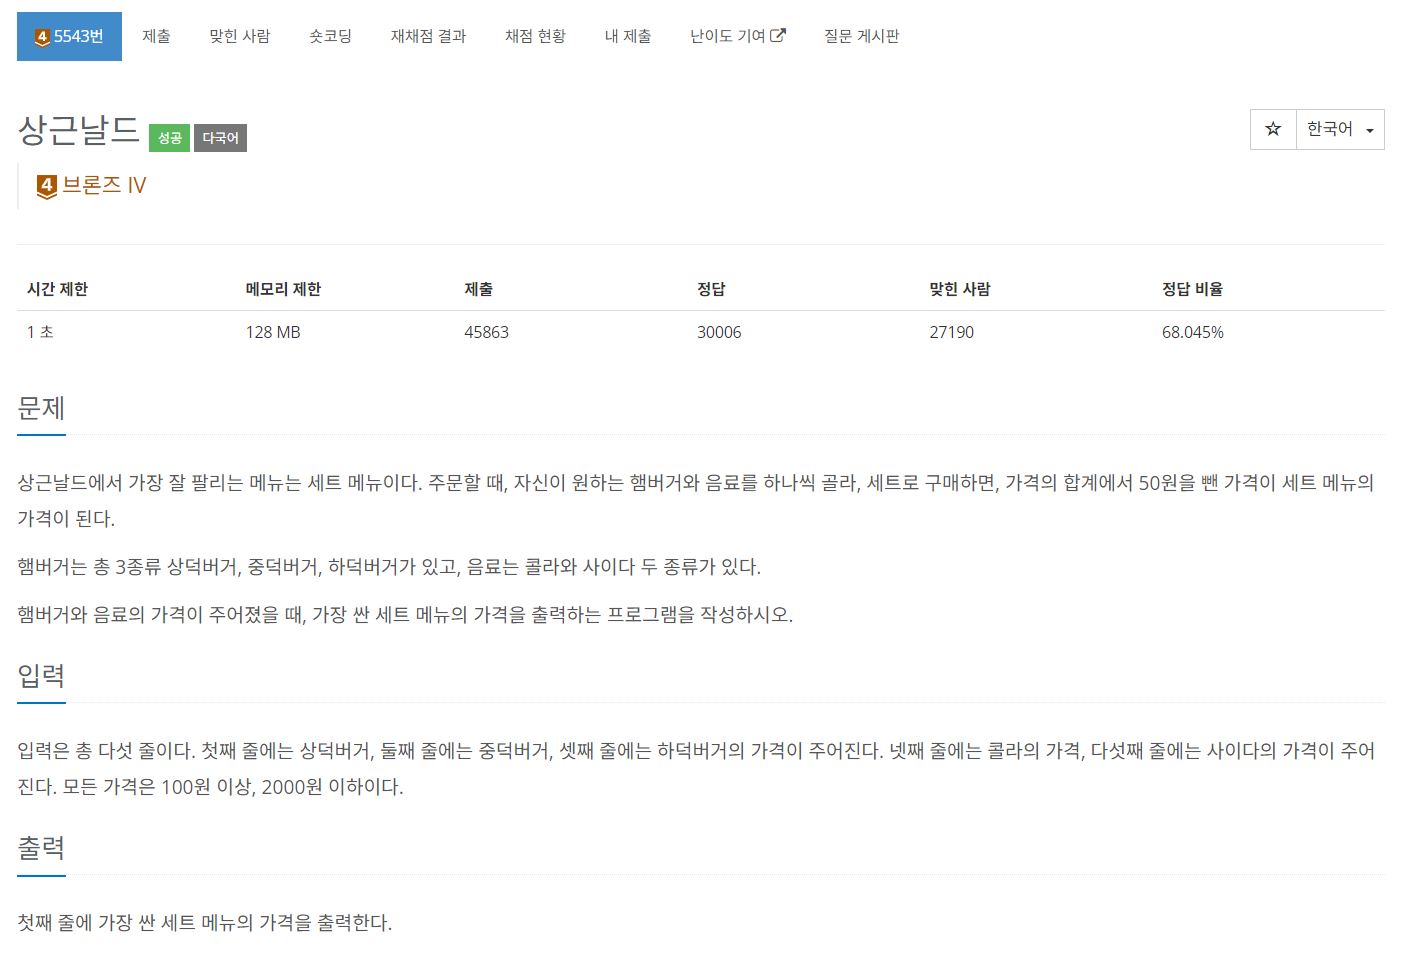 4 5543번 제출 맞힌 사람 숏코딩 재채점 결과 채점 현황 내 제출 난이도 기여 질문 게시판
상근날드 성공 다국어 한국어
4 브론즈 IV
시간 제한 메모리 제한 제출 정답 맞힌 사람 정답 비율
1 초 128 MB 45863 30006 27190 68.045%
문제
상근날드에서 가장 잘 팔리는 메뉴는 세트 메뉴이다. 주문할 때, 자신이 원하는 햄버거와 음료를 하나씩 골라, 세트로 구매하면, 가격의 합계에서 50원을 뺀 가격이 세트 메뉴의
가격이 된다.
햄버거는 총 3종류 상덕버거, 중덕버거, 하덕버거가 있고, 음료는 콜라와 사이다 두 종류가 있다.
햄버거와 음료의 가격이 주어졌을 때, 가장 싼 세트 메뉴의 가격을 출력하는 프로그램을 작성하시오.
입력
입력은 총 다섯 줄이다. 첫째 줄에는 상덕버거, 둘째 줄에는 중덕버거, 셋째 줄에는 하덕버거의 가격이 주어진다. 넷째 줄에는 콜라의 가격, 다섯째 줄에는 사이다의 가격이 주어
진다. 모든 가격은 100원 이상, 2000원 이하이다.
출력
첫째 줄에 가장 싼 세트 메뉴의 가격을 출력한다.